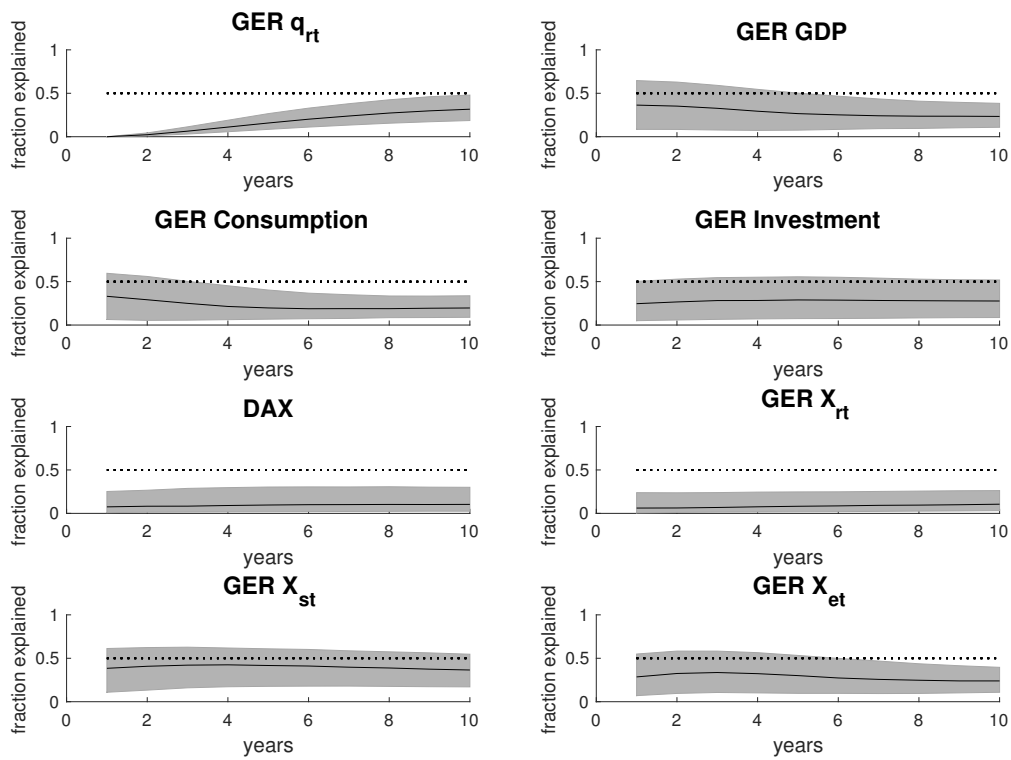 GER q_rt
fraction explained
1
0.5
0
0 2 4 6 8 10
years
GER GDP
fraction explained
1
0.5
0
0 2 4 6 8 10
years
GER Consumption
fraction explained
1
0.5
0
0 2 4 6 8 10
years
GER Investment
fraction explained
1
0.5
0
0 2 4 6 8 10
years
DAX
fraction explained
1
0.5
0
0 2 4 6 8 10
years
GER X_rt
fraction explained
1
0.5
0
0 2 4 6 8 10
years
GER X_st
fraction explained
1
0.5
0
0 2 4 6 8 10
years
GER X_et
fraction explained
1
0.5
0
0 2 4 6 8 10
years